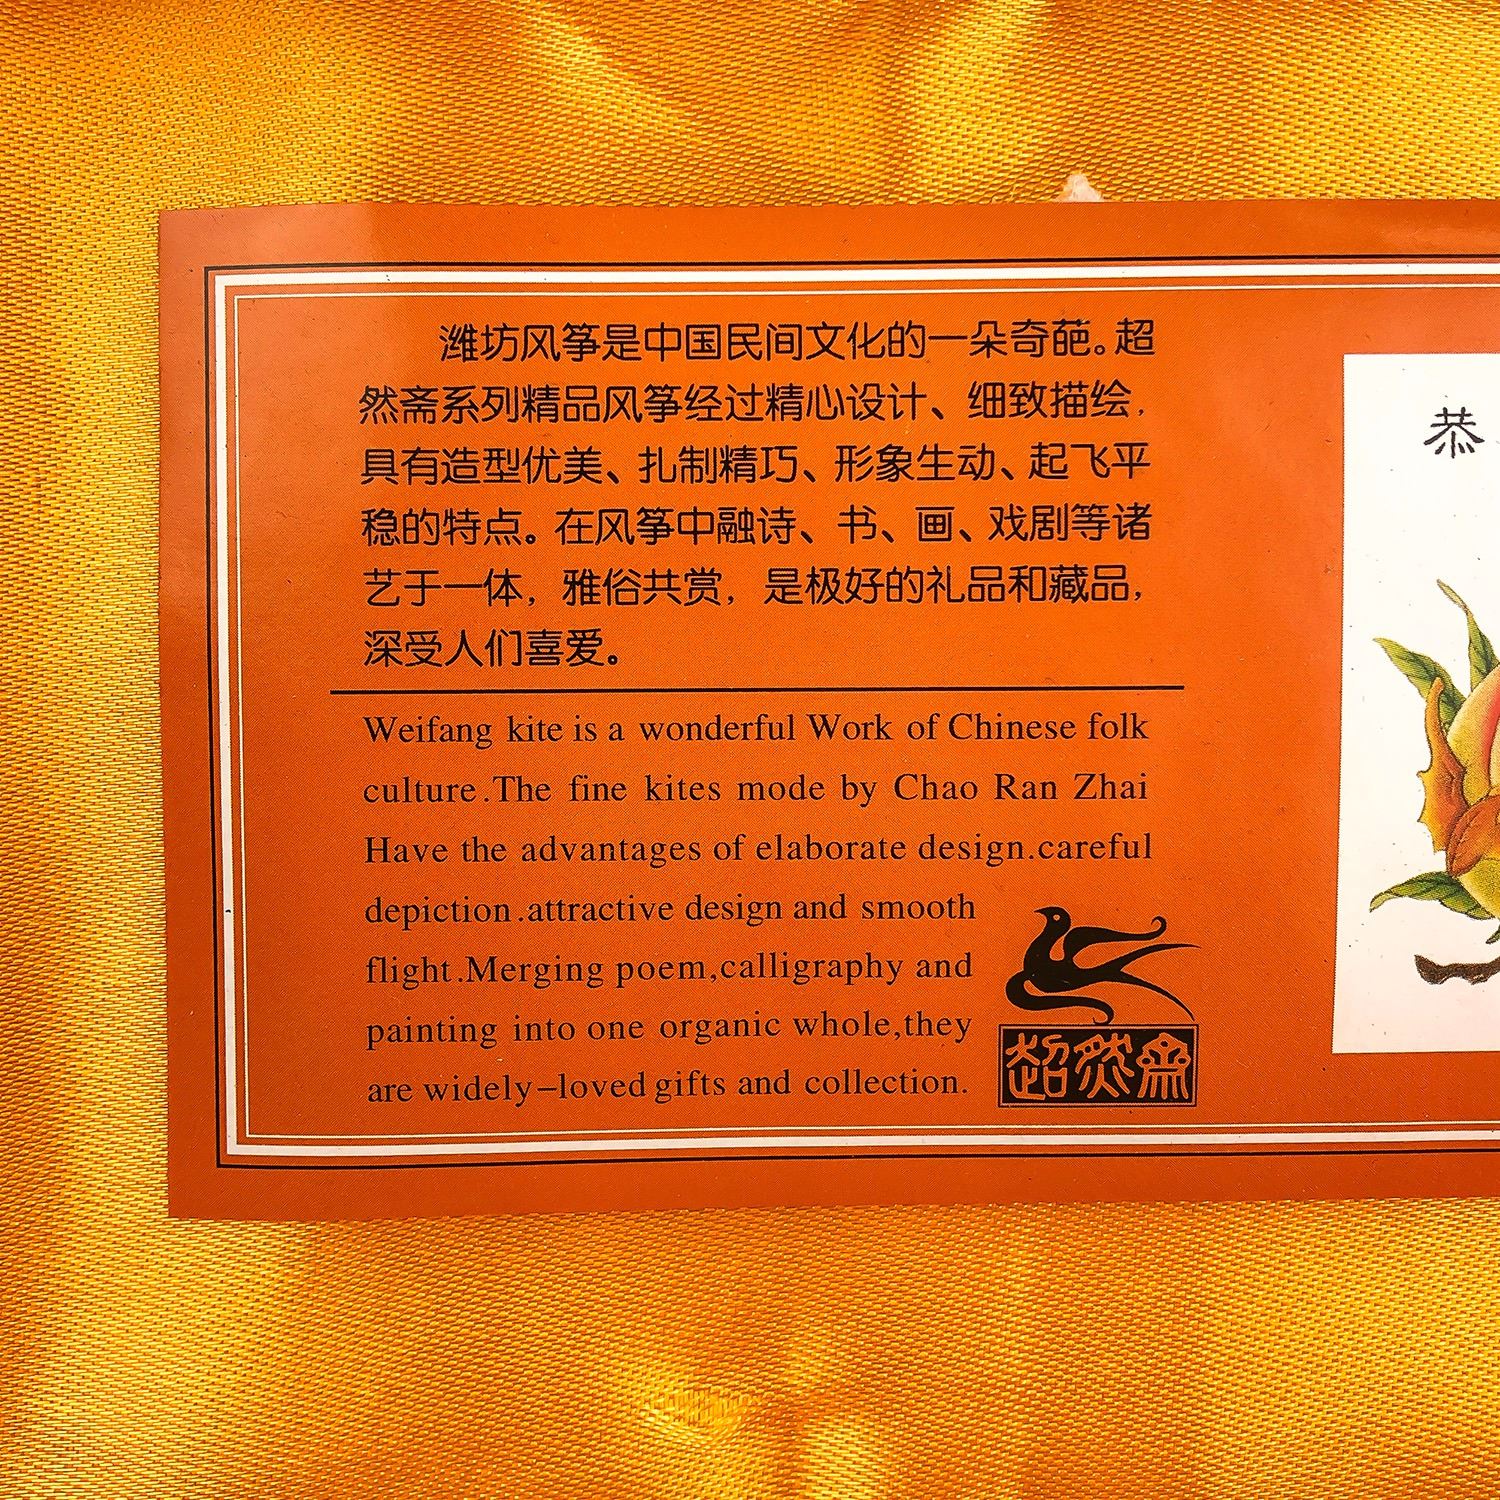 潍坊风筝是中国民间文化的一朵奇葩。超
然斋系列精品风筝经过精心设计、细致描绘,
具有造型优美、扎制精巧、形象生动、起飞平
稳的特点。在风筝中融诗、书、画、戏剧等诸
艺于一体,雅俗共赏,是极好的礼品和藏品,
深受人们喜爱。
Weifang kite is a wonderful Work of Chinese folk
culture.The fine kites mode by Chao Ran Zhai
Have the advantages of elaborate design.careful
depiction.attractive design and smooth
flight.Merging poem,calligraphy and
painting into one organic whole,they
are widely-loved gifts and collection.
超然斋
恭